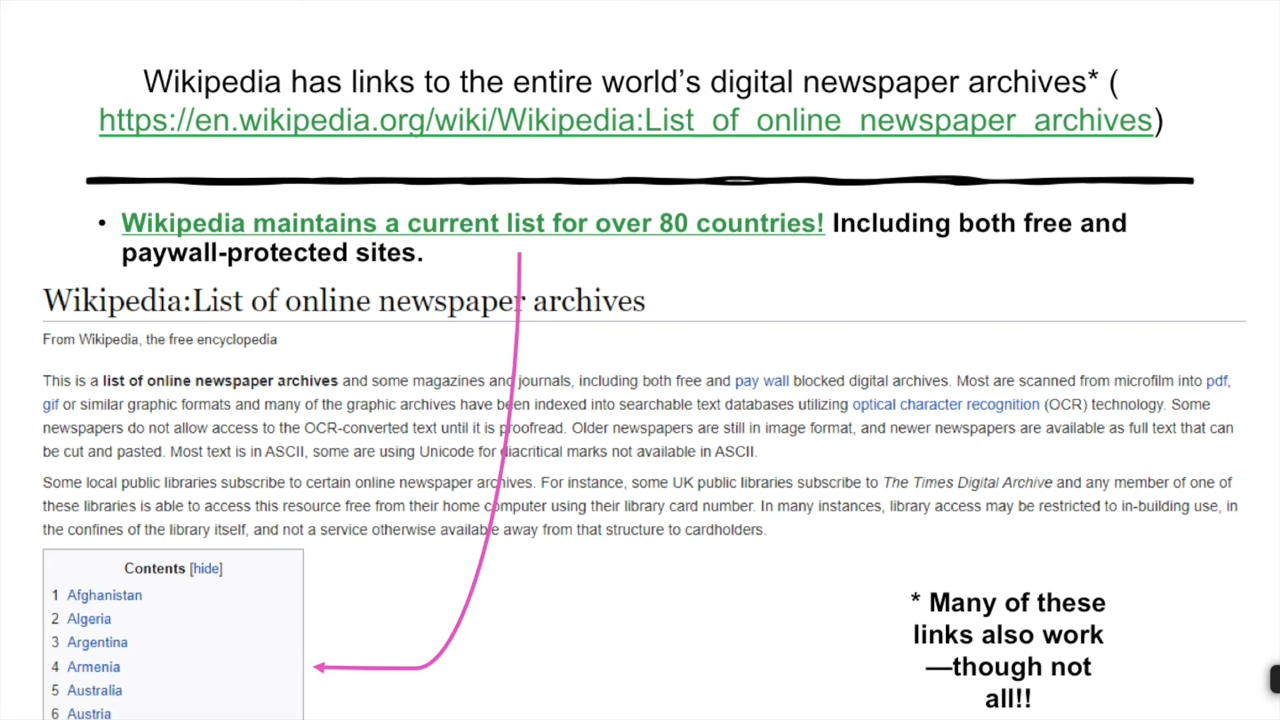 Wikipedia has links to the entire world’s digital newspaper archives* (
https://en.wikipedia.org/wiki/Wikipedia:List_of_online_newspaper_archives)
• Wikipedia maintains a current list for over 80 countries! Including both free and
paywall-protected sites.
Wikipedia:List of online newspaper archives
From Wikipedia, the free encyclopedia
This is a list of online newspaper archives and some magazines and journals, including both free and pay wall blocked digital archives. Most are scanned from microfilm into pdf,
gif or similar graphic formats and many of the graphic archives have been indexed into searchable text databases utilizing optical character recognition (OCR) technology. Some
newspapers do not allow access to the OCR-converted text until it is proofread. Older newspapers are still in image format, and newer newspapers are available as full text that can
be cut and pasted. Most text is in ASCII, some are using Unicode for diacritical marks not available in ASCII.
Some local public libraries subscribe to certain online newspaper archives. For instance, some UK public libraries subscribe to The Times Digital Archive and any member of one of
these libraries is able to access this resource free from their home computer using their library card number. In many instances, library access may be restricted to in-building use, in
the confines of the library itself, and not a service otherwise available away from that structure to cardholders.
Contents [hide]
1 Afghanistan
2 Algeria
3 Argentina
4 Armenia
5 Australia
6 Austria
* Many of these
links also work
—though not
all!!